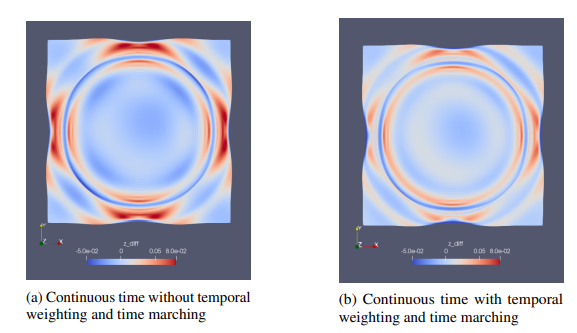 z_diff
-5.0e-02 0 0.05 8.0e-02
z_diff
-5.0e-02 0 0.05 8.0e-02
(a) Continuous time without temporal
weighting and time marching
(b) Continuous time with temporal
weighting and time marching